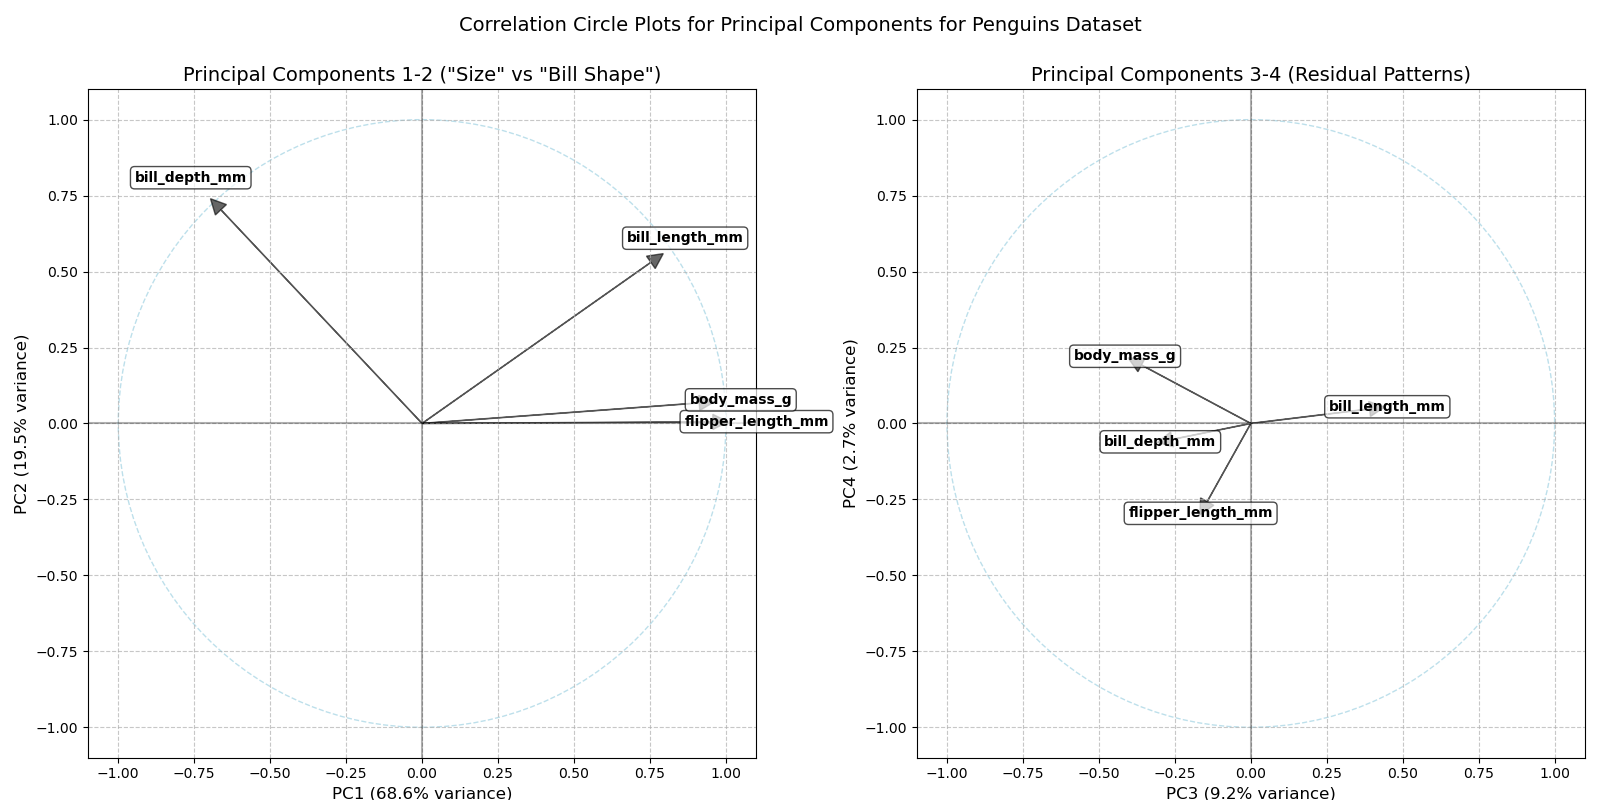 Correlation Circle Plots for Principal Components for Penguins Dataset
Principal Components 1-2 ("Size" vs "Bill Shape")
PC2 (19.5% variance)
1.00
0.75
0.50
0.25
0.00
−0.25
−0.50
−0.75
−1.00
bill_depth_mm
bill_length_mm
body_mass_g
flipper_length_mm
−1.00 −0.75 −0.50 −0.25 0.00 0.25 0.50 0.75 1.00
PC1 (68.6% variance)
Principal Components 3-4 (Residual Patterns)
PC4 (2.7% variance)
1.00
0.75
0.50
0.25
0.00
−0.25
−0.50
−0.75
−1.00
body_mass_g
bill_length_mm
bill_depth_mm
flipper_length_mm
−1.00 −0.75 −0.50 −0.25 0.00 0.25 0.50 0.75 1.00
PC3 (9.2% variance)